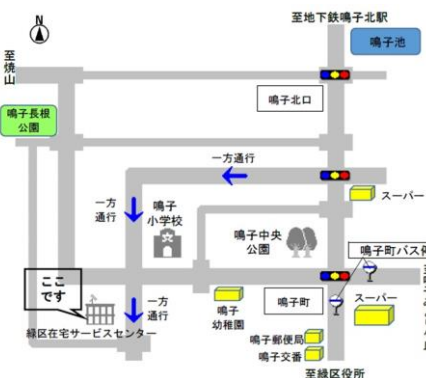 至地下鉄鳴子北駅
N
鳴子池
至焼山
鳴子北口
鳴子長根
公園
一方通行
一方
通行
鳴子
小学校
スーパー
鳴子中央
公園
鳴子町バス停
ここ
です
一方
通行
鳴子
幼稚園
鳴子町
スーパー
緑区在宅サービスセンター
鳴子郵便局
鳴子交番
至緑区役所